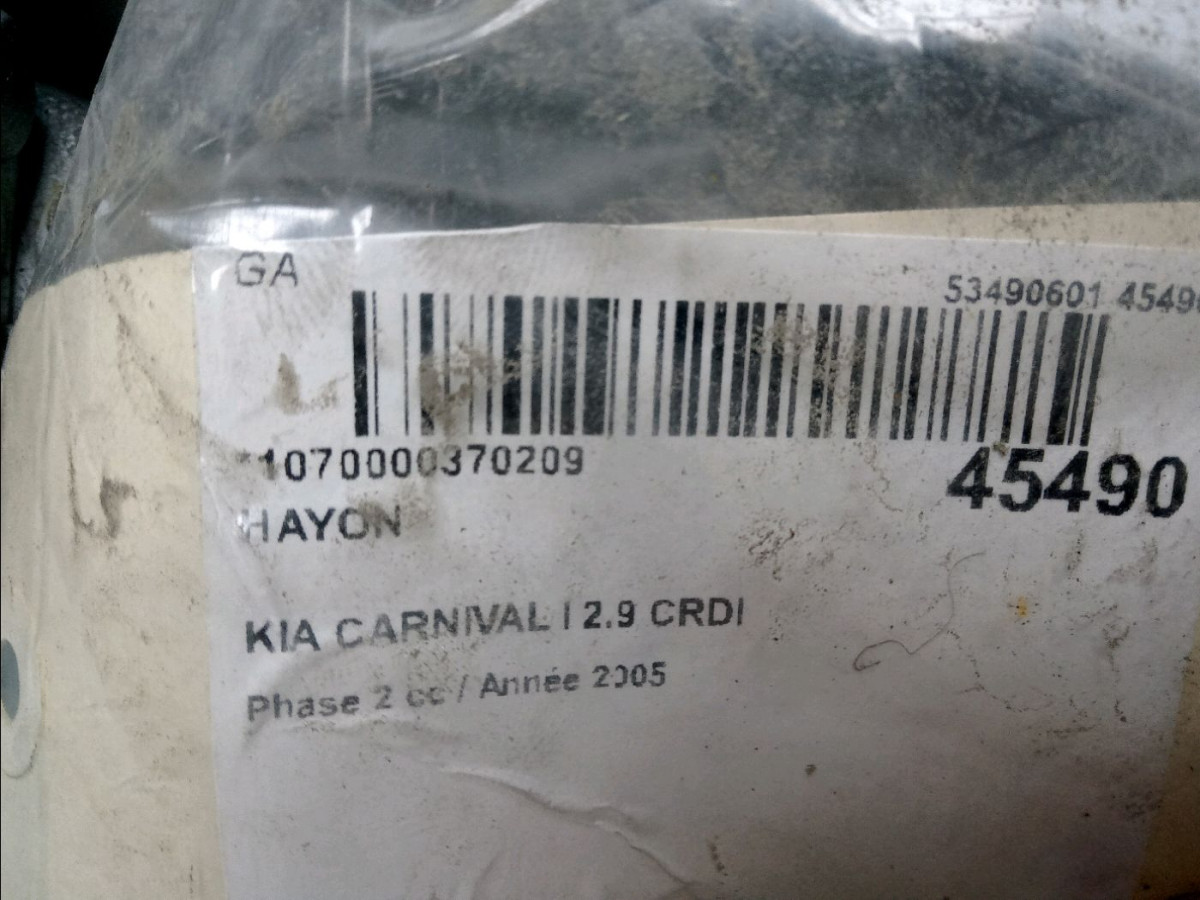 GA
53490601 4549
1070000370209
45490
HAYON
KIA CARNIVAL I 2.9 CRDI
Phase 2 cc / Année 2005